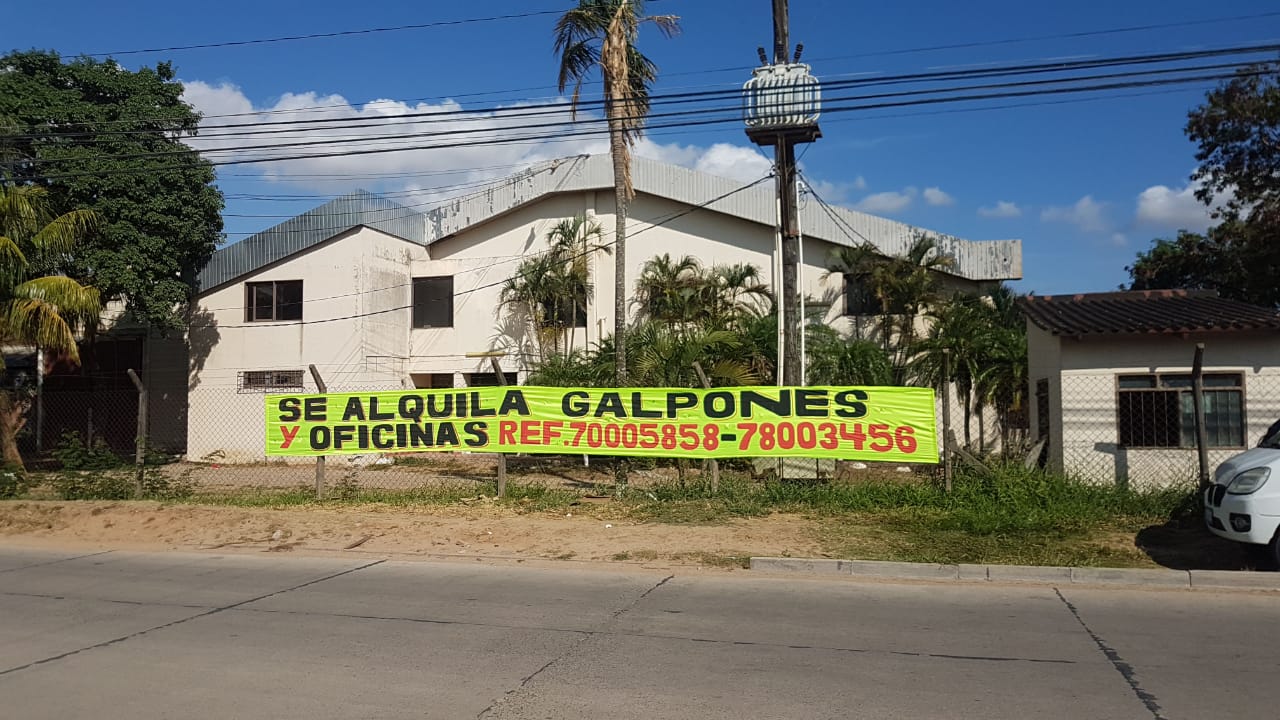 SE ALQUILA GALPONES
Y OFICINAS REF.70005858-78003456